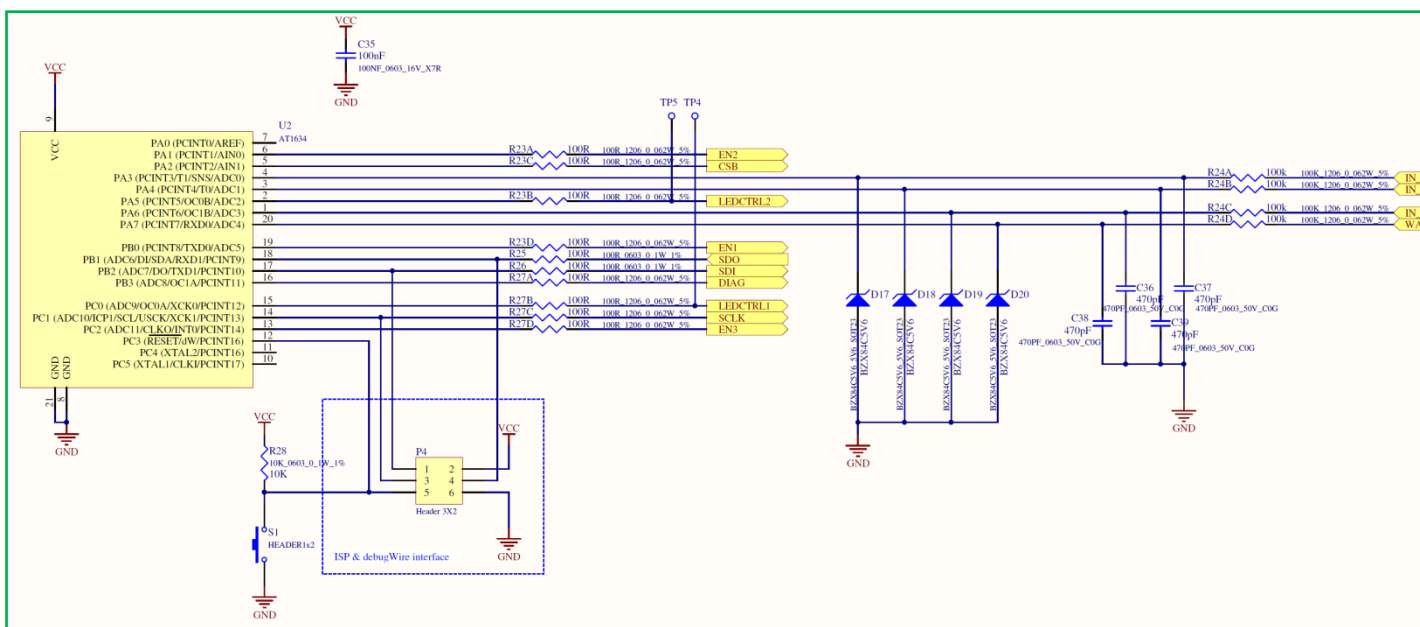 VCC
C35
100nF
100NF_0603_16V_X7R
GND
VCC
9
VCC
U2
AT1634
TP5 TP4
PA0 (PCINT0/AREF) 7
PA1 (PCINT1/AIN0) 6 R23A 100R 100R_1206_0_062W_5% EN2
PA2 (PCINT2/AIN1) 5 R23C 100R 100R_1206_0_062W_5% CSB
PA3 (PCINT3/T1/SNS/ADC0) 4 R24A 100k 100K_1206_0_062W_5% IN_
PA4 (PCINT4/T0/ADC1) 3 R24B 100k 100K_1206_0_062W_5% IN_
PA5 (PCINT5/OC0B/ADC2) 2 R23B 100R 100R_1206_0_062W_5% LEDCTRL2
PA6 (PCINT6/OC1B/ADC3) 1 R24C 100k 100K_1206_0_062W_5% IN_
PA7 (PCINT7/RXD0/ADC4) 20 R24D 100k 100K_1206_0_062W_5% WA
PB0 (PCINT8/TXD0/ADC5) 19 R23D 100R 100R_1206_0_062W_5% EN1
PB1 (ADC6/DI/SDA/RXD1/PCINT9) 18 R25 100R 100R_0603_0_1W_1% SDO
PB2 (ADC7/DO/TXD1/PCINT10) 17 R26 100R 100R_0603_0_1W_1% SDI
PB3 (ADC8/OC1A/PCINT11) 16 R27A 100R 100R_1206_0_062W_5% DIAG
PC0 (ADC9/OC0A/XCK0/PCINT12) 15 R27B 100R 100R_1206_0_062W_5% LEDCTRL1
PC1 (ADC10/ICP1/SCL/USCK/XCK1/PCINT13) 14 R27C 100R 100R_1206_0_062W_5% SCLK
PC2 (ADC11/CLKO/INT0/PCINT14) 13 R27D 100R 100R_1206_0_062W_5% EN3
PC3 (RESET/dW/PCINT16) 12
PC4 (XTAL2/PCINT16) 11
PC5 (XTAL1/CLKI/PCINT17) 10
GND
GND
21
8
GND
D17 D18 D19 D20
BZX84C5V6_5V6_SOT23
BZX84C5V6
BZX84C5V6_5V6_SOT23
BZX84C5V6
BZX84C5V6_5V6_SOT23
BZX84C5V6
BZX84C5V6_5V6_SOT23
BZX84C5V6
GND
C36
470pF
470PF_0603_50V_C0G
C37
470pF
470PF_0603_50V_C0G
C38
470pF
470PF_0603_50V_C0G
C39
470pF
470PF_0603_50V_C0G
GND
VCC
R28
10K_0603_0_1W_1%
10K
S1
HEADER1x2
GND
VCC
P4
1 2
3 4
5 6
Header 3X2
GND
ISP & debugWire interface